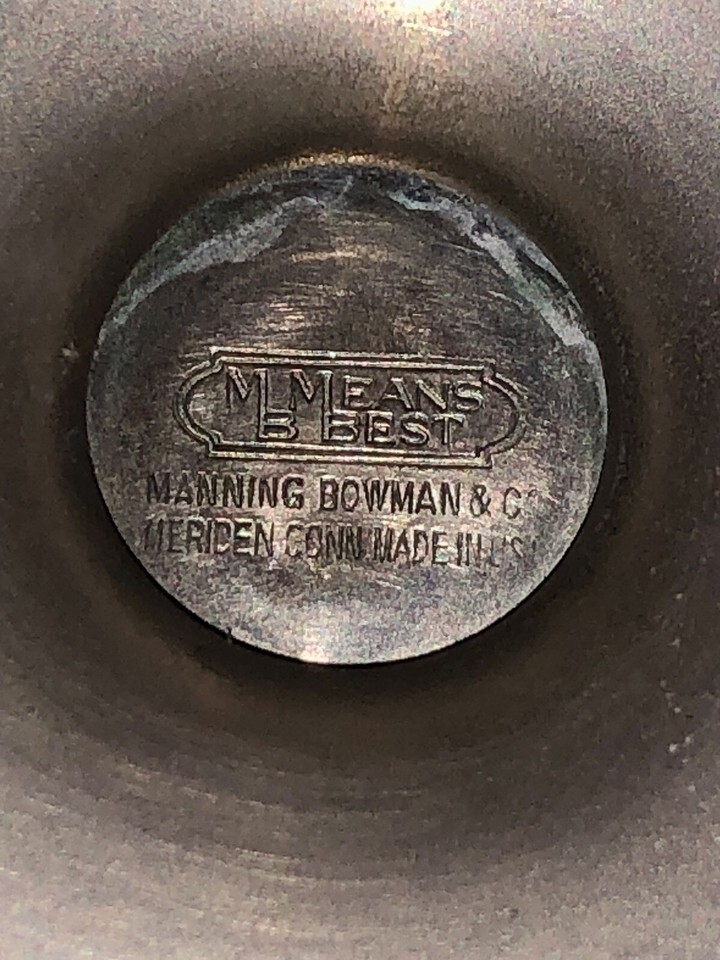 M MEANS
B BEST
MANNING BOWMAN & Co
MERIDEN CONN MADE IN U S